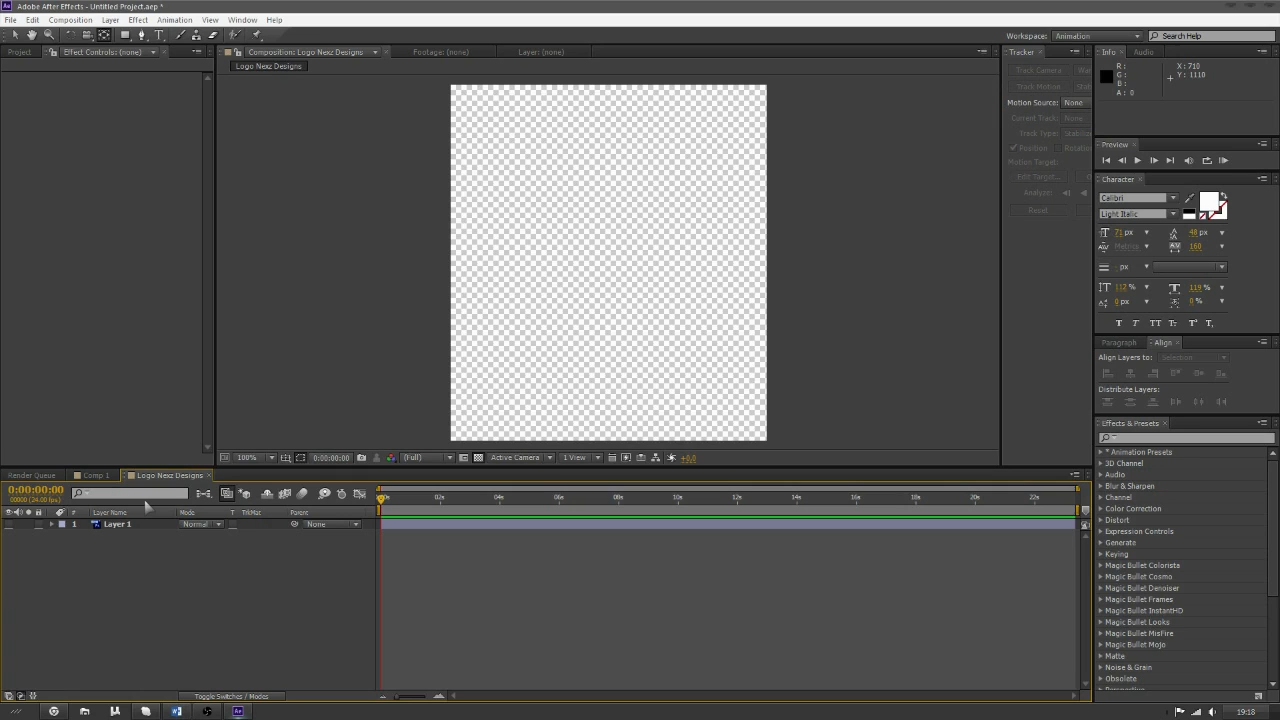 Adobe After Effects - Untitled Project.aep *
File Edit Composition Layer Effect Animation View Window Help
Workspace: Animation Search Help
Project Effect Controls: (none) Composition: Logo Nexz Designs Footage: (none) Layer: (none) Tracker Info Audio
Logo Nexz Designs
Track Camera
Track Motion
Motion Source: None
Current Track: None
Track Type:
Position
Motion Target:
Edit Target...
Analyze:
Reset
R :
G :
B :
A : 0
X : 710
Y : 1110
Preview
Character
Calibri
Light Italic
71 px 48 px
Metrics 160
px
112 % 118 %
0 px 0 %
T T TT Tr T' T,
Paragraph Align
Align Layers to: Selection
Distribute Layers:
Effects & Presets
* Animation Presets
3D Channel
Audio
Blur & Sharpen
Channel
Color Correction
Distort
Expression Controls
Generate
Keying
Magic Bullet Colorista
Magic Bullet Cosmo
Magic Bullet Denoiser
Magic Bullet Frames
Magic Bullet InstantHD
Magic Bullet Looks
Magic Bullet MisFire
Magic Bullet Mojo
Matte
Noise & Grain
Obsolete
100% 0:00:00:00 (Full) Active Camera 1 View +0,0
Render Queue Comp 1 Logo Nexz Designs
0:00:00:00
00000 (24.00 fps)
02s 04s 06s 08s 10s 12s 14s 16s 18s 20s 22s
# Layer Name Mode T TrkMat Parent
1 Layer 1 Normal None
Toggle Switches / Modes
19:18